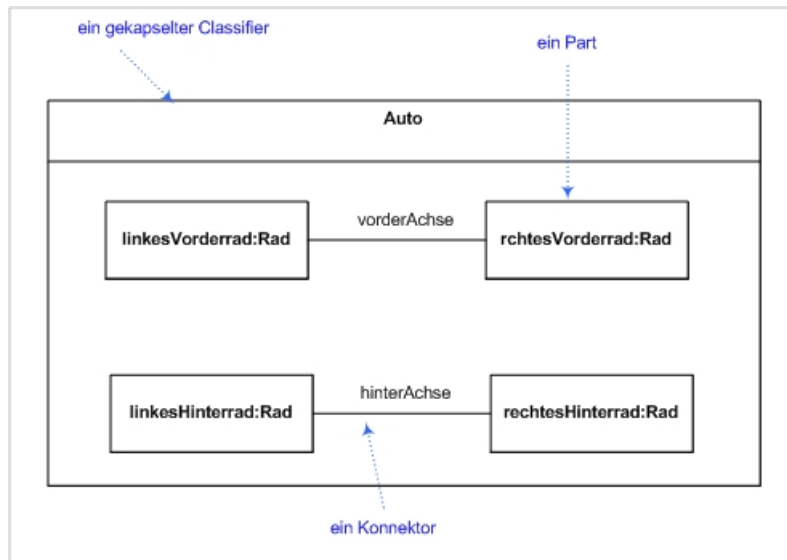 ein gekapselter Classifier
ein Part
Auto
linkesVorderrad:Rad
vorderAchse
rchtesVorderrad:Rad
linkesHinterrad:Rad
hinterAchse
rechtesHinterrad:Rad
ein Konnektor